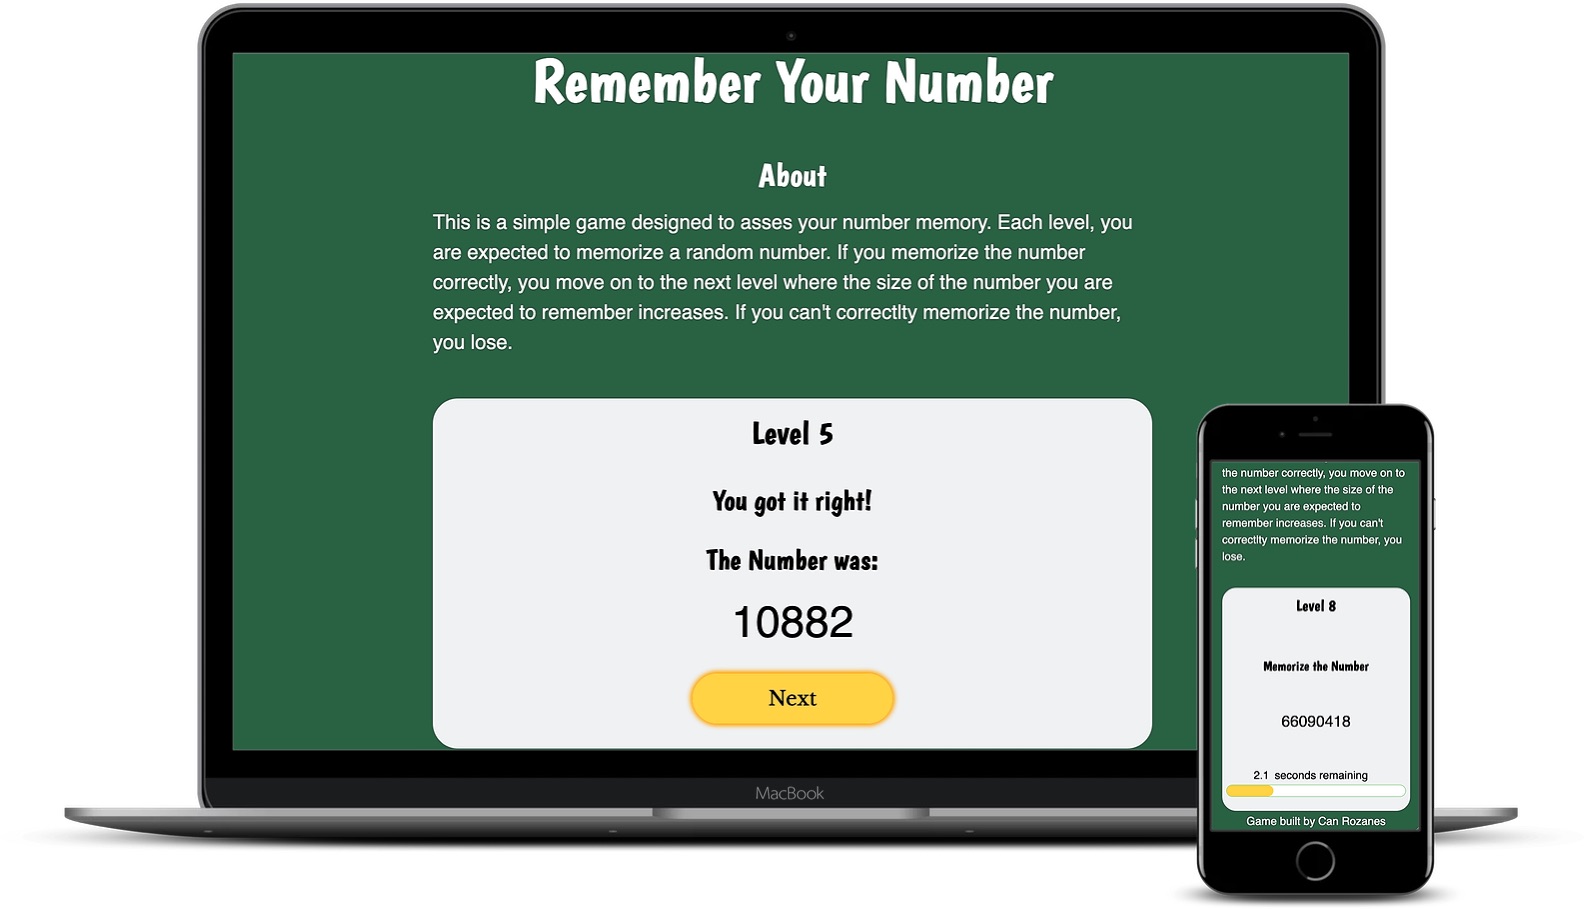 Remember Your Number
About
This is a simple game designed to asses your number memory. Each level, you
are expected to memorize a random number. If you memorize the number
correctly, you move on to the next level where the size of the number you are
expected to remember increases. If you can't correctlty memorize the number,
you lose.
Level 5
You got it right!
The Number was:
10882
Next
MacBook
the number correctly, you move on to
the next level where the size of the
number you are expected to
remember increases. If you can't
correctlty memorize the number, you
lose.
Level 8
Memorize the Number
66090418
2.1 seconds remaining
Game built by Can Rozanes